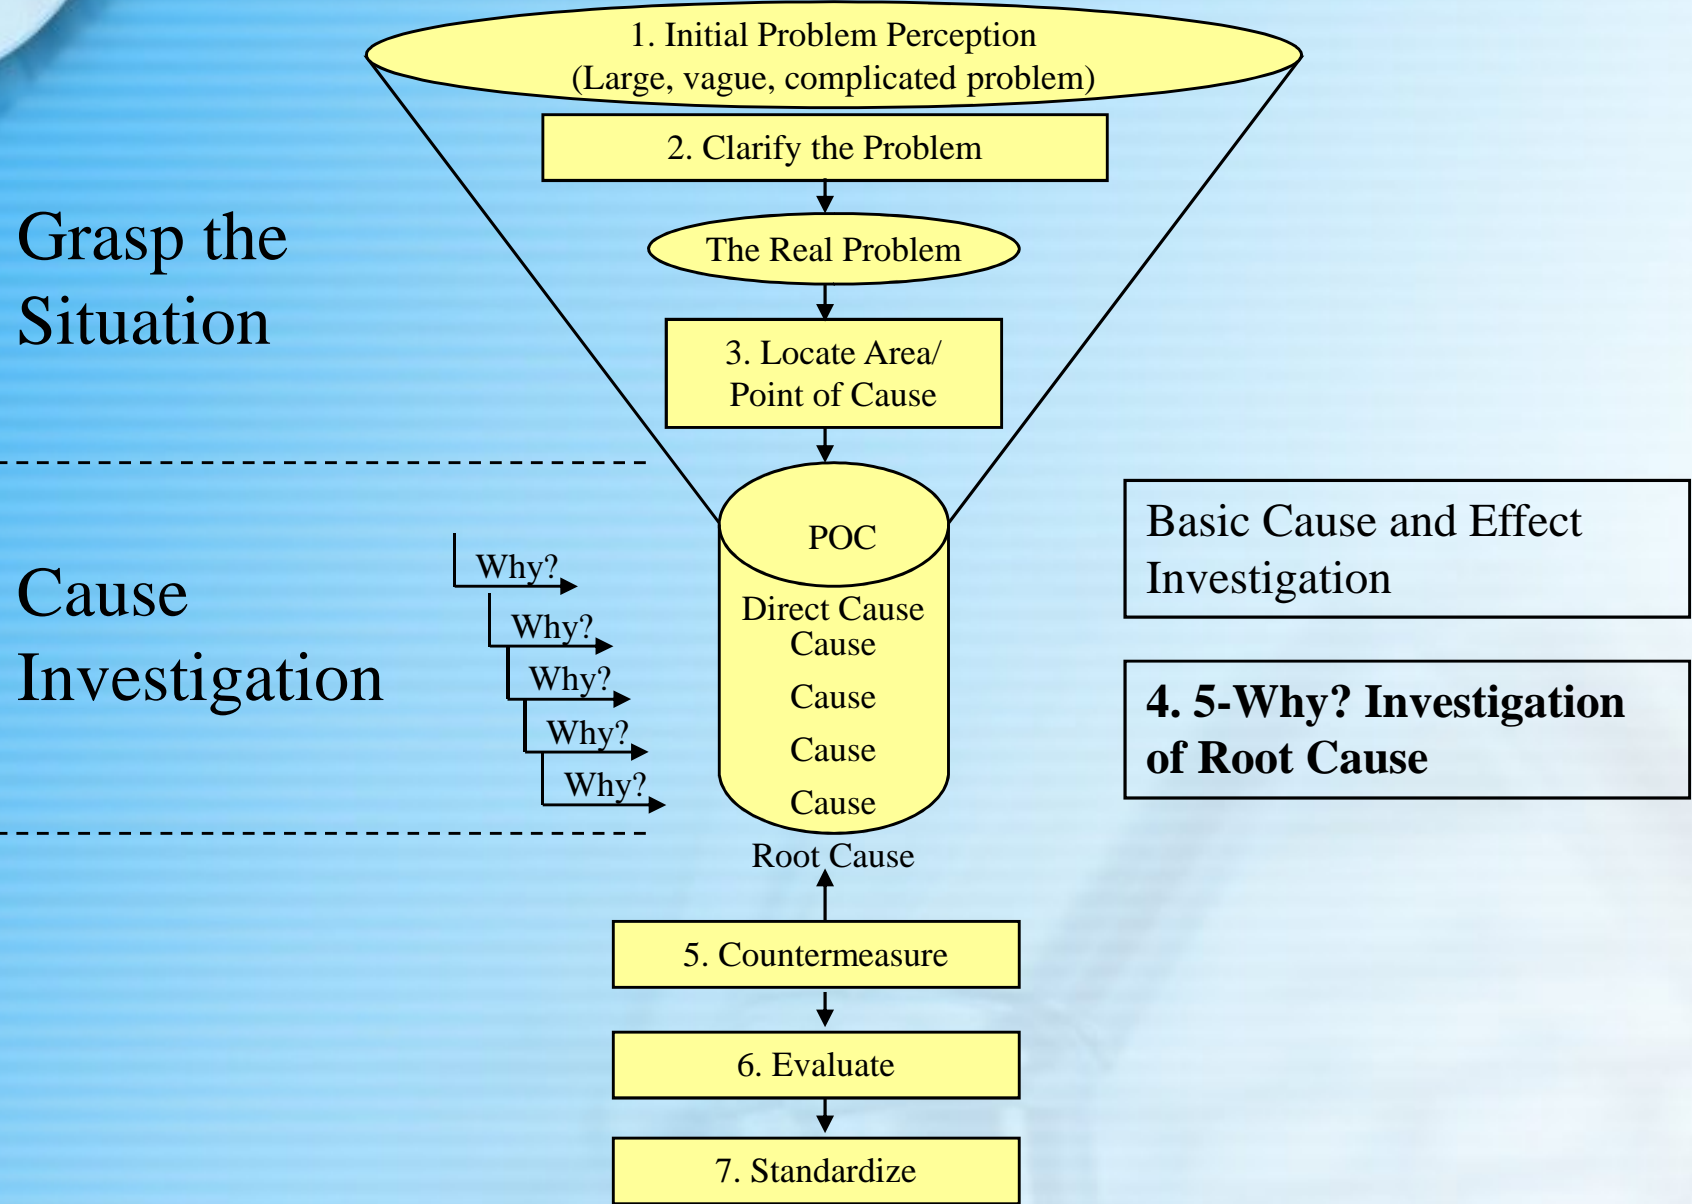 1. Initial Problem Perception
(Large, vague, complicated problem)
2. Clarify the Problem
The Real Problem
3. Locate Area/
Point of Cause
Grasp the
Situation
POC
Direct Cause
Cause
Cause
Cause
Cause
Root Cause
Cause
Investigation
Why?
Why?
Why?
Why?
Why?
Basic Cause and Effect
Investigation
4. 5-Why? Investigation
of Root Cause
5. Countermeasure
6. Evaluate
7. Standardize